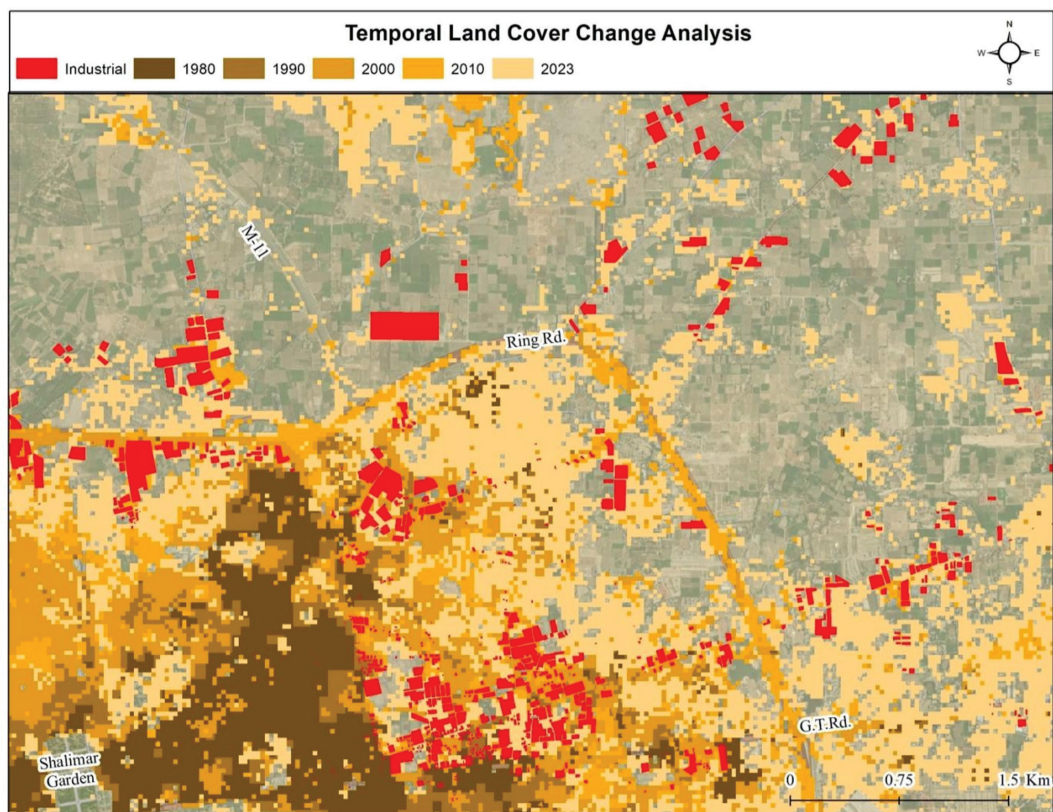 Temporal Land Cover Change Analysis
N
W E
S
Industrial 1980 1990 2000 2010 2023
M-11
Ring Rd.
G.T.Rd.
Shalimar
Garden
0 0.75 1.5 Km